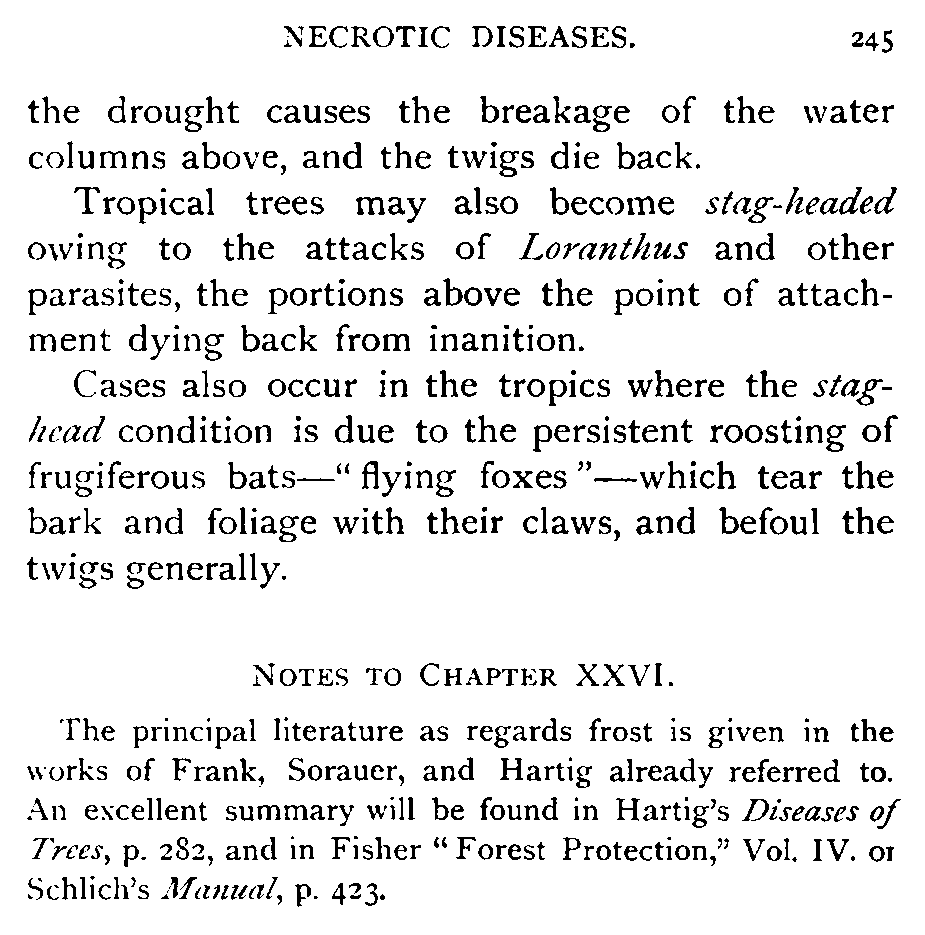 NECROTIC DISEASES. 245
the drought causes the breakage of the water
columns above, and the twigs die back.
Tropical trees may also become stag-headed
owing to the attacks of Loranthus and other
parasites, the portions above the point of attach-
ment dying back from inanition.
Cases also occur in the tropics where the stag-
head condition is due to the persistent roosting of
frugiferous bats—“ flying foxes ”—which tear the
bark and foliage with their claws, and befoul the
twigs generally.
NOTES TO CHAPTER XXVI.
The principal literature as regards frost is given in the
works of Frank, Sorauer, and Hartig already referred to.
An excellent summary will be found in Hartig’s Diseases of
Trees, p. 282, and in Fisher “ Forest Protection,” Vol. IV. or
Schlich’s Manual, p. 423.